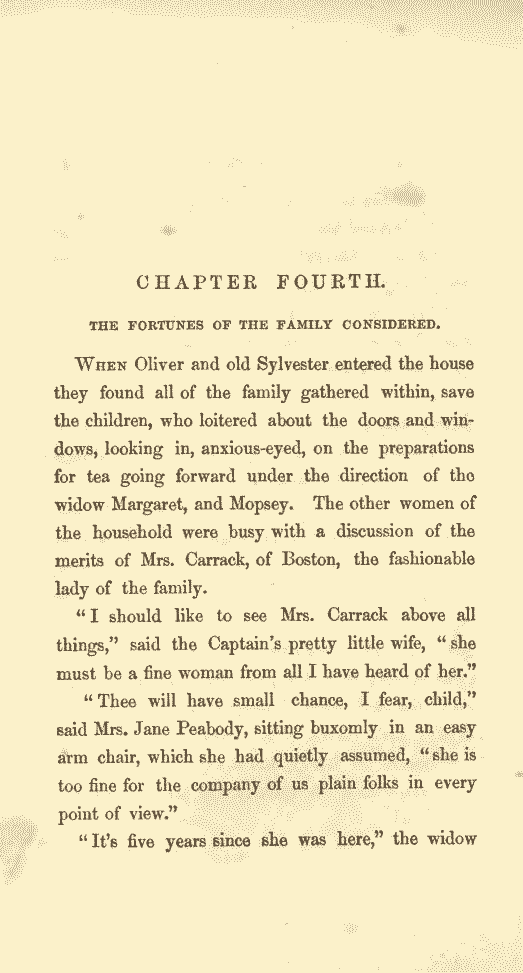 CHAPTER FOURTH.
THE FORTUNES OF THE FAMILY CONSIDERED.
WHEN Oliver and old Sylvester entered the house
they found all of the family gathered within, save
the children, who loitered about the doors and win-
dows, looking in, anxious-eyed, on the preparations
for tea going forward under the direction of the
widow Margaret, and Mopsey. The other women of
the household were busy with a discussion of the
merits of Mrs. Carrack, of Boston, the fashionable
lady of the family.
“I should like to see Mrs. Carrack above all
things,” said the Captain's pretty little wife, “she
must be a fine woman from all I have heard of her.”
“Thee will have small chance, I fear, child,”
said Mrs. Jane Peabody, sitting buxomly in an easy
arm chair, which she had quietly assumed, “she is
too fine for the company of us plain folks in every
point of view.”
“It's five years since she was here,” the widow